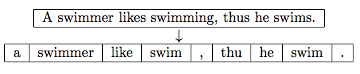 A swimmer likes swimming, thus he swims.
↓
a swimmer like swim , thu he swim .